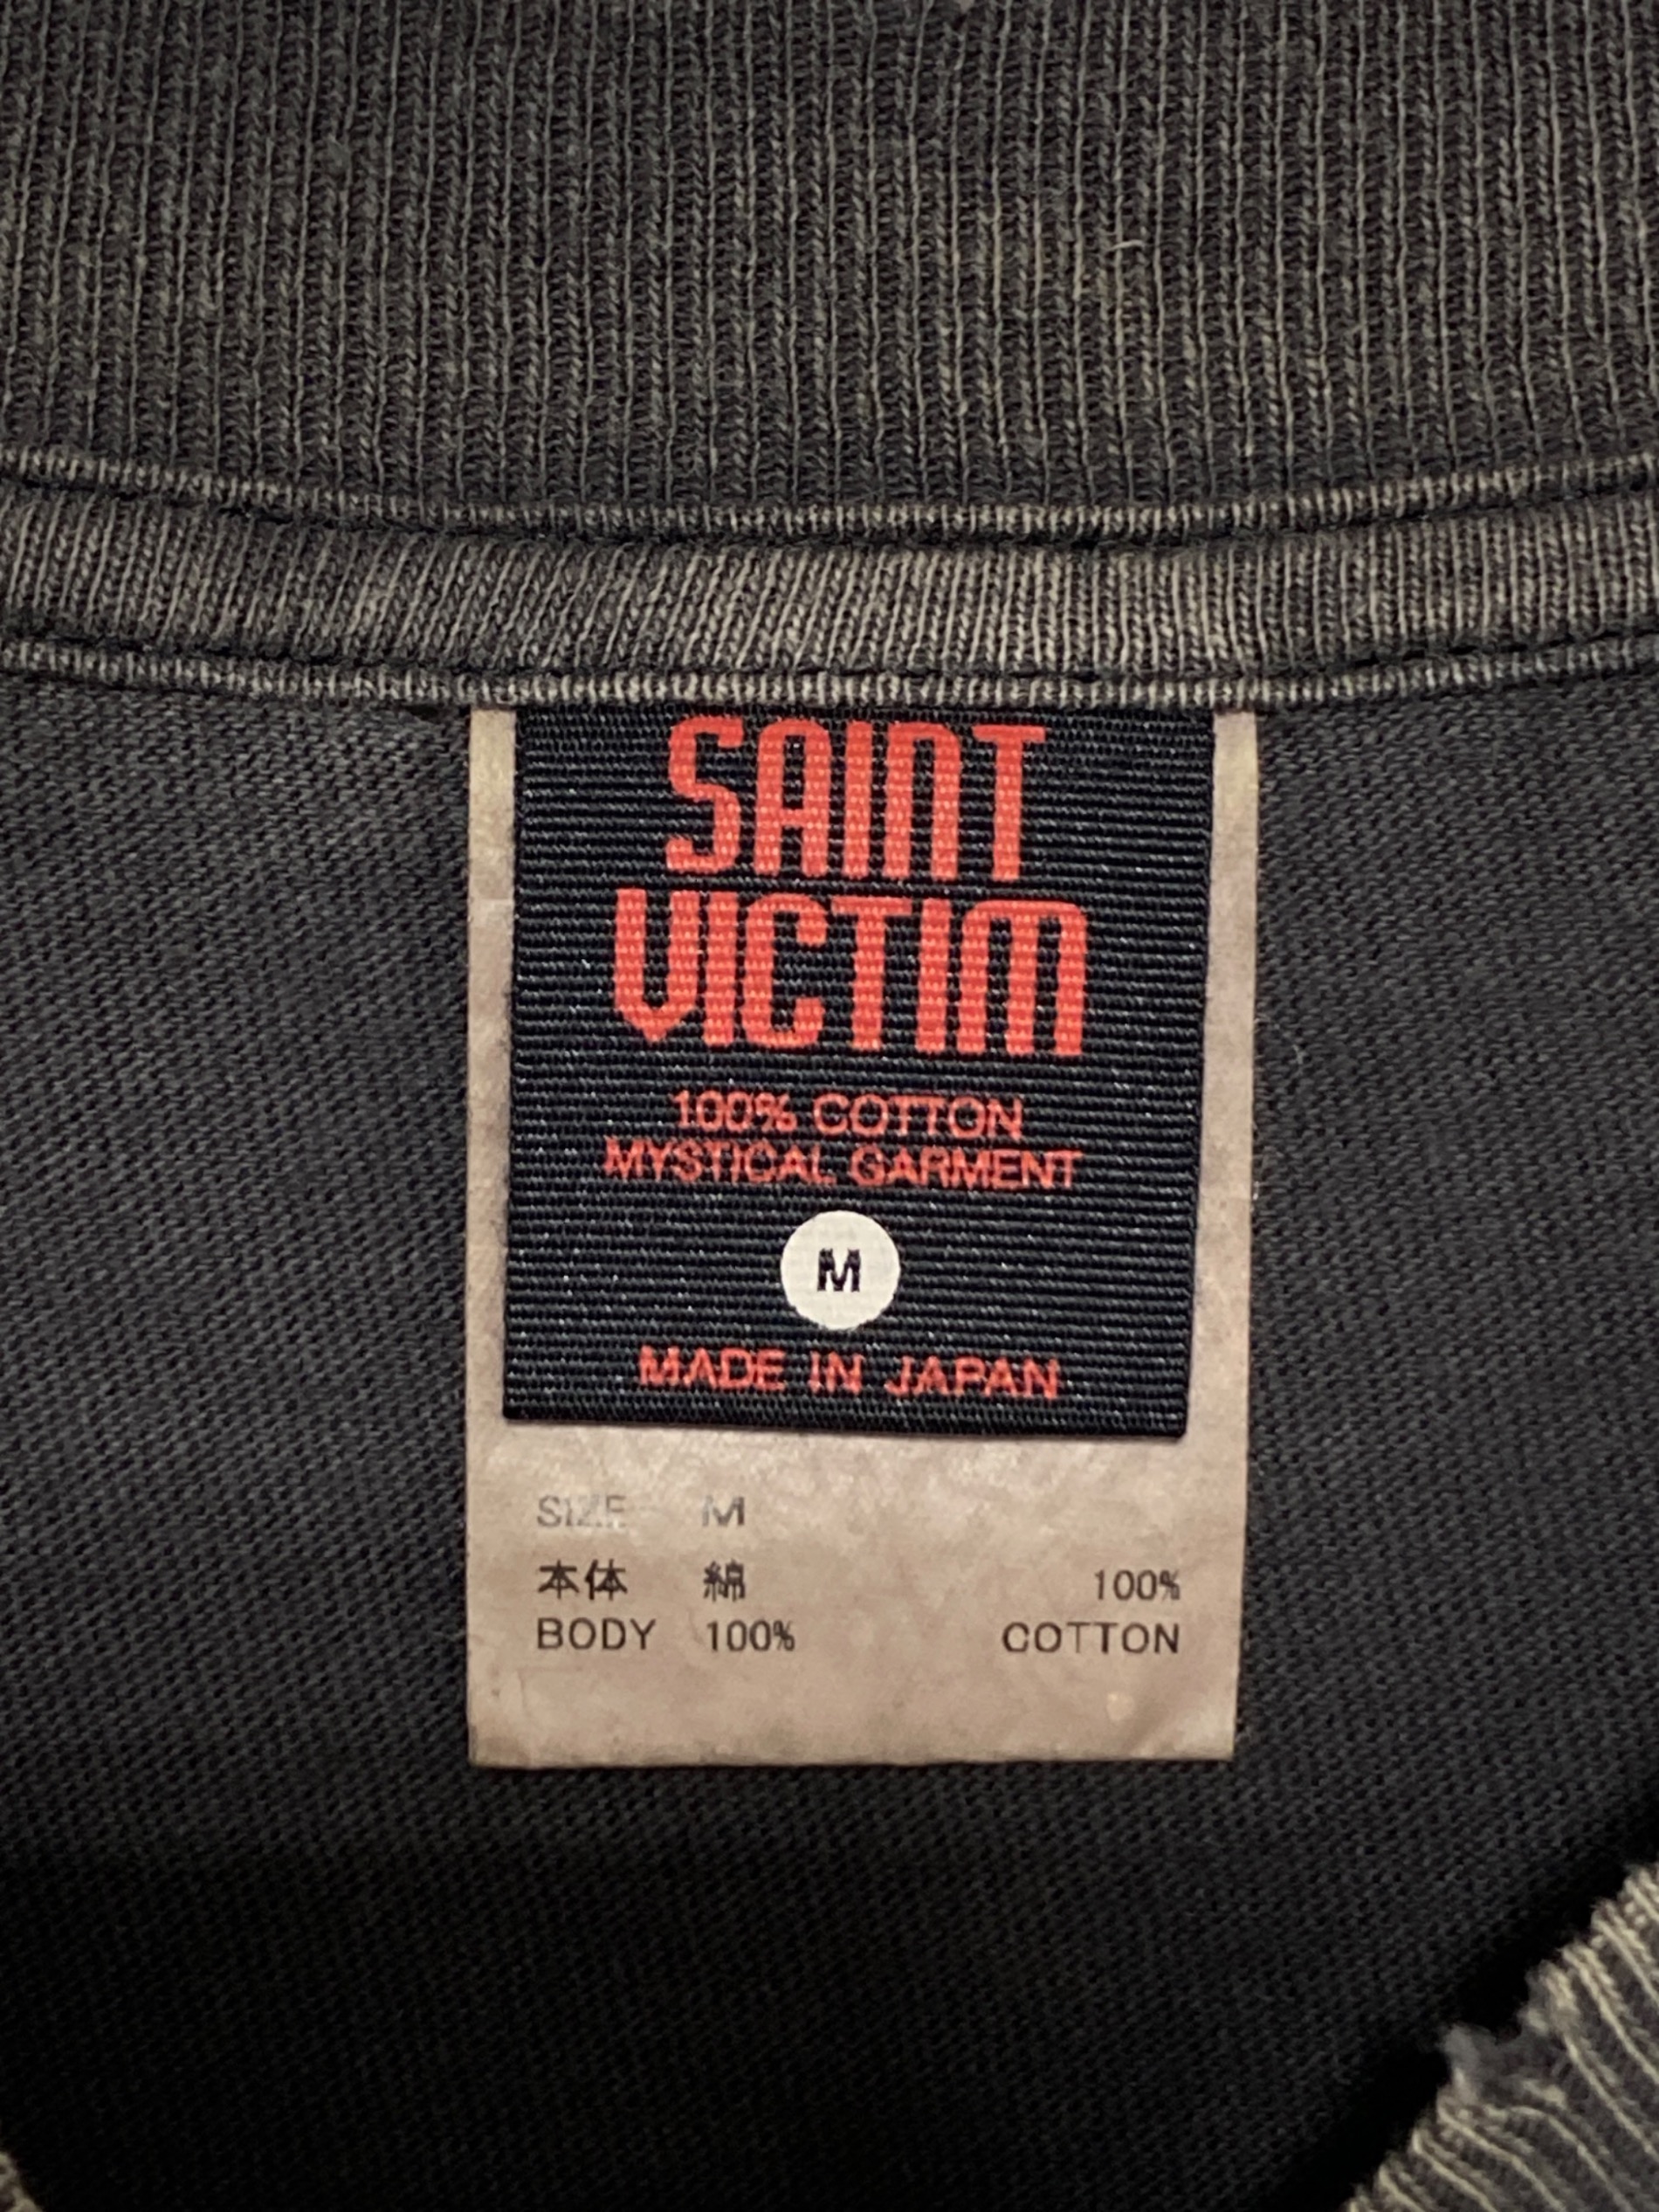 SAINT
VICTIM
100% COTTON
MYSTICAL GARMENT
M
MADE IN JAPAN
SIZE M
本体 綿 100%
BODY 100% COTTON